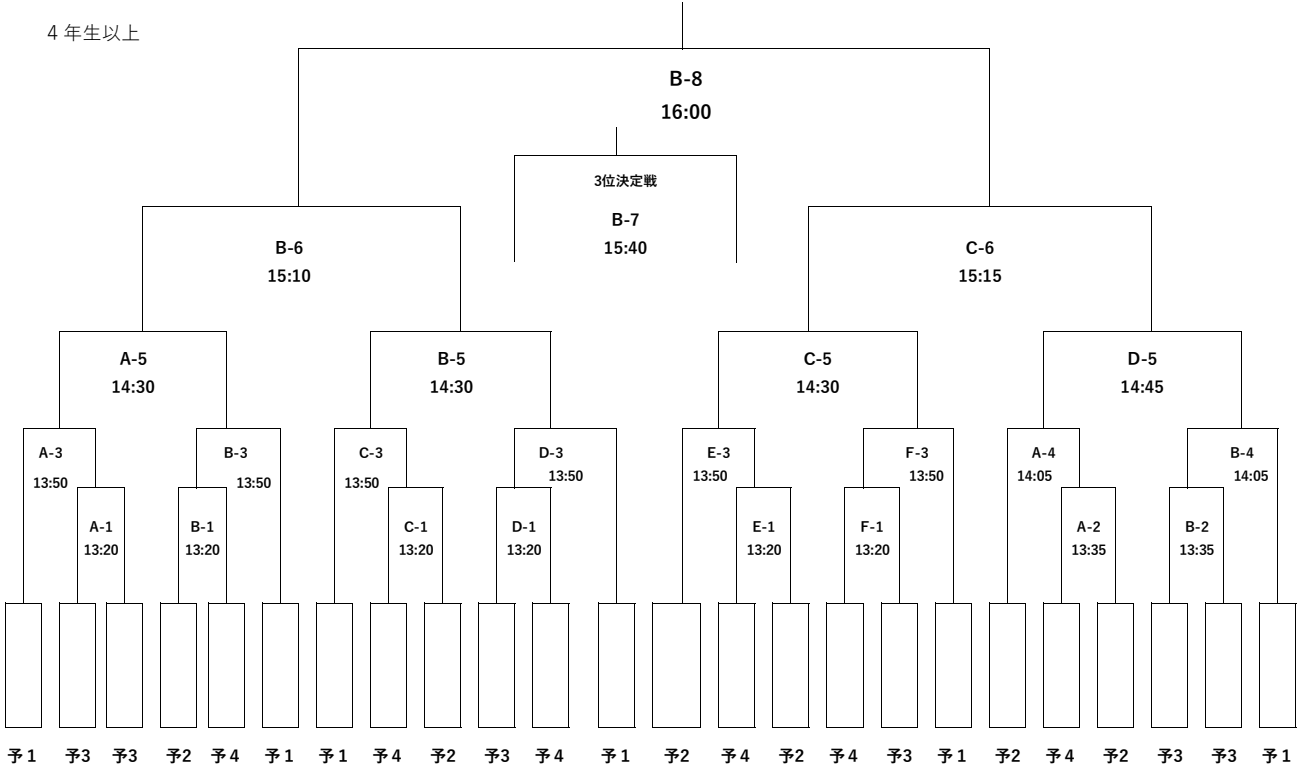 4 年生以上
B-8
16:00
3位決定戦
B-7
15:40
B-6
15:10
C-6
15:15
A-5
14:30
B-5
14:30
C-5
14:30
D-5
14:45
A-3
13:50
B-3
13:50
C-3
13:50
D-3
13:50
E-3
13:50
F-3
13:50
A-4
14:05
B-4
14:05
A-1
13:20
B-1
13:20
C-1
13:20
D-1
13:20
E-1
13:20
F-1
13:20
A-2
13:35
B-2
13:35
予 1 予3 予3 予2 予 4 予 1 予 1 予 4 予2 予3 予 4 予 1 予2 予 4 予2 予 4 予3 予 1 予2 予 4 予2 予3 予3 予 1